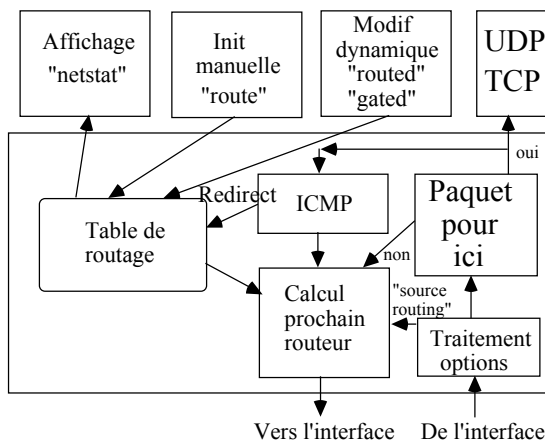 Affichage
"netstat"
Init
manuelle
"route"
Modif
dynamique
"routed"
"gated"
UDP
TCP
oui
Redirect
ICMP
Paquet
pour
ici
Table de
routage
non
Calcul
prochain
routeur
"source
routing"
Traitement
options
Vers l'interface
De l'interface